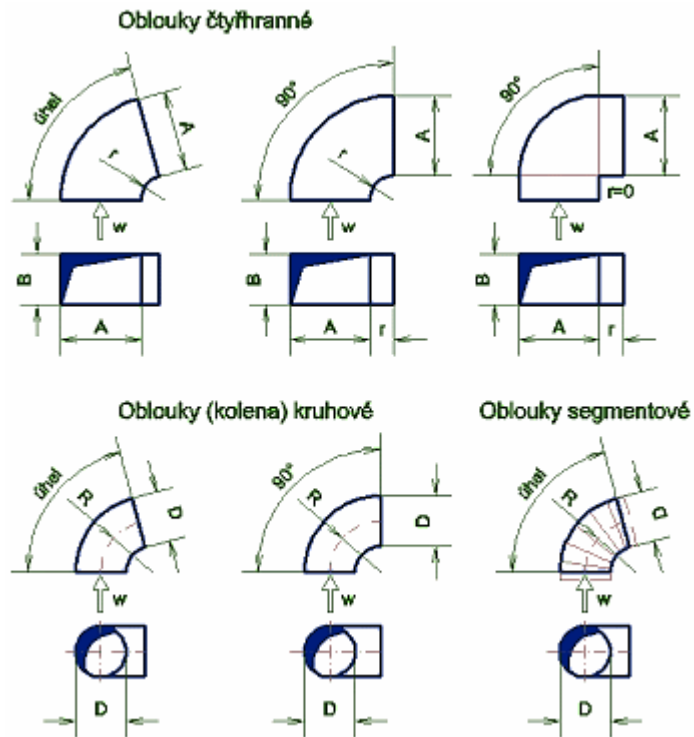 Oblouky čtyřhranné
úhel A r w
90° A r w
90° A r=0 w
B A
B A r
B A r
Oblouky (kolena) kruhové Oblouky segmentové
úhel R D w
90° R D w
úhel R D w
D D D